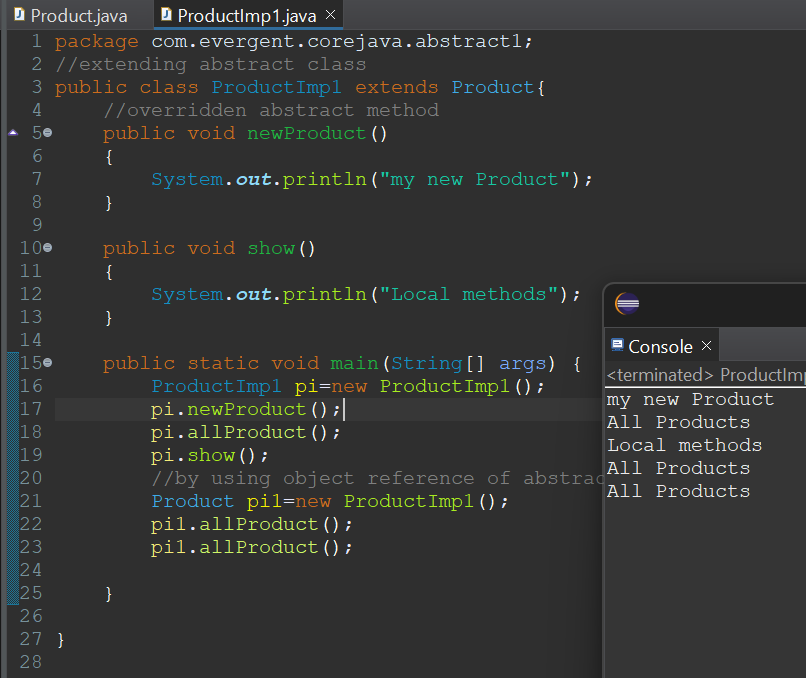 Product.java
ProductImp1.java
1 package com.evergent.corejava.abstract1;
2 //extending abstract class
3 public class ProductImp1 extends Product{
4 //overridden abstract method
5 public void newProduct()
6 {
7 System.out.println("my new Product");
8 }
9
10 public void show()
11 {
12 System.out.println("Local methods");
13 }
14
15 public static void main(String[] args) {
16 ProductImp1 pi=new ProductImp1();
17 pi.newProduct();
18 pi.allProduct();
19 pi.show();
20 //by using object reference of abstrac
21 Product pi1=new ProductImp1();
22 pi1.allProduct();
23 pi1.allProduct();
24
25 }
26
27 }
28
Console
<terminated> ProductImp
my new Product
All Products
Local methods
All Products
All Products